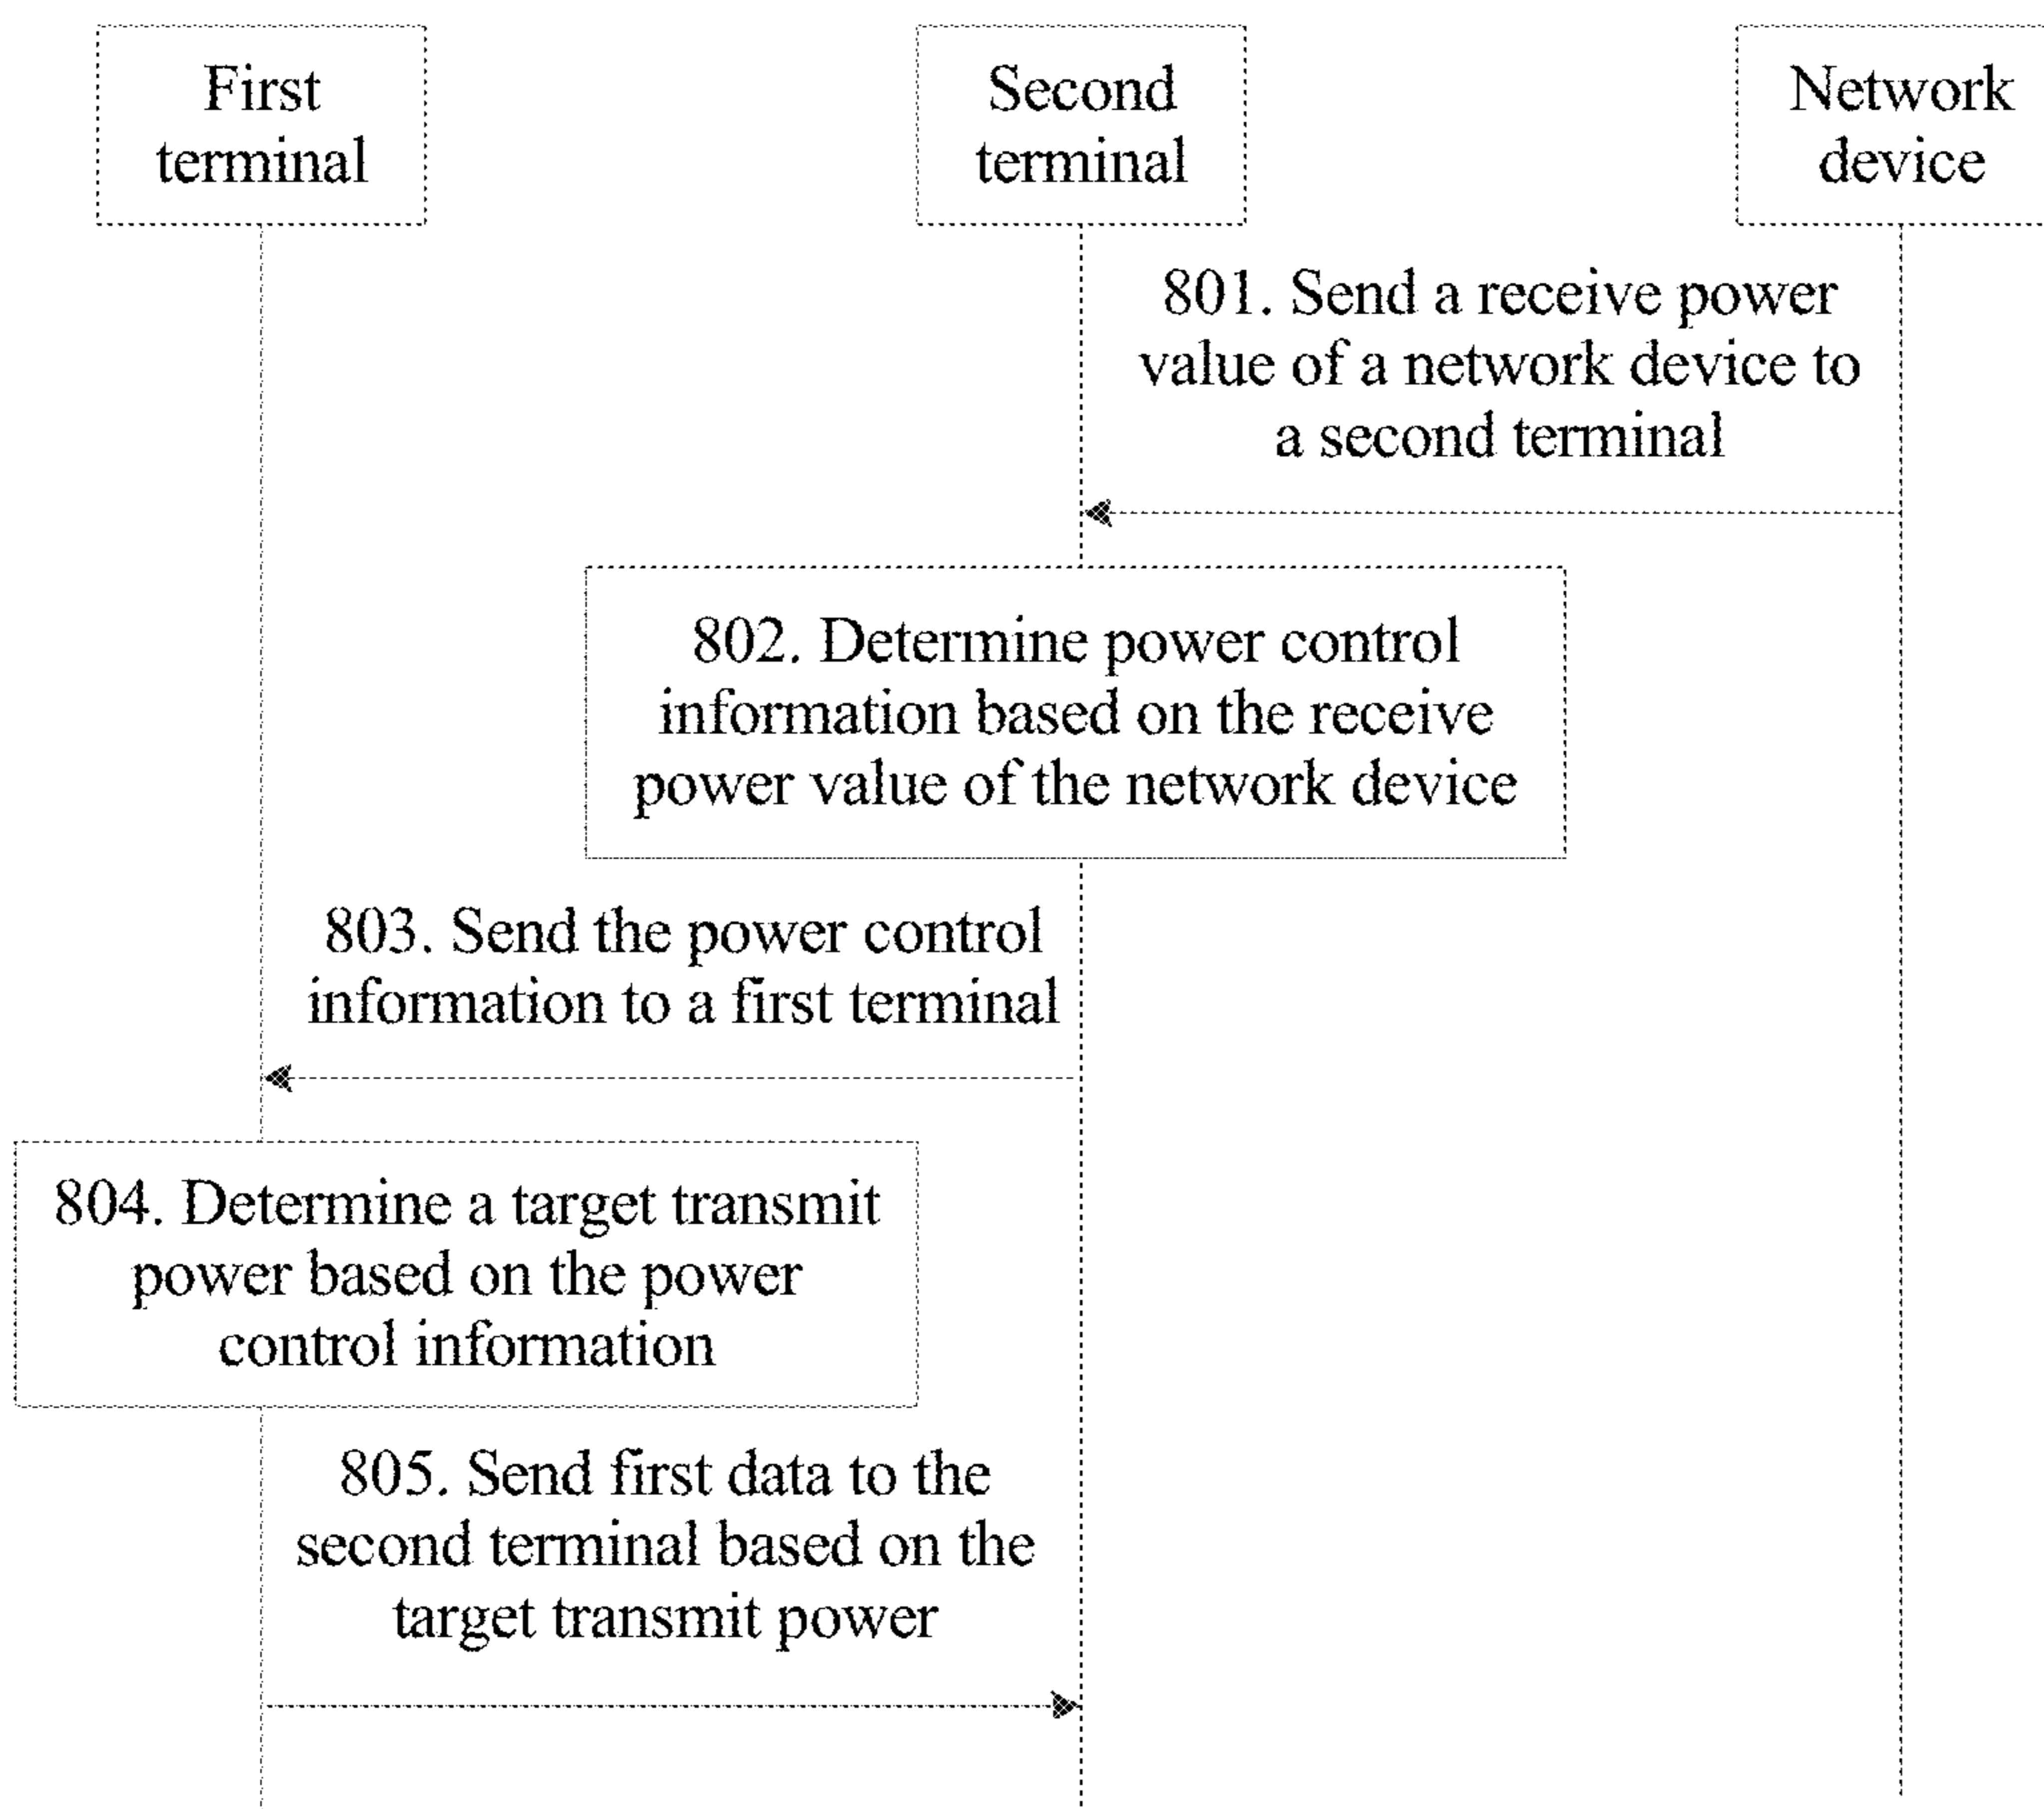 First
terminal
Second
terminal
Network
device
801. Send a receive power
value of a network device to
a second terminal
802. Determine power control
information based on the receive
power value of the network device
803. Send the power control
information to a first terminal
804. Determine a target transmit
power based on the power
control information
805. Send first data to the
second terminal based on the
target transmit power